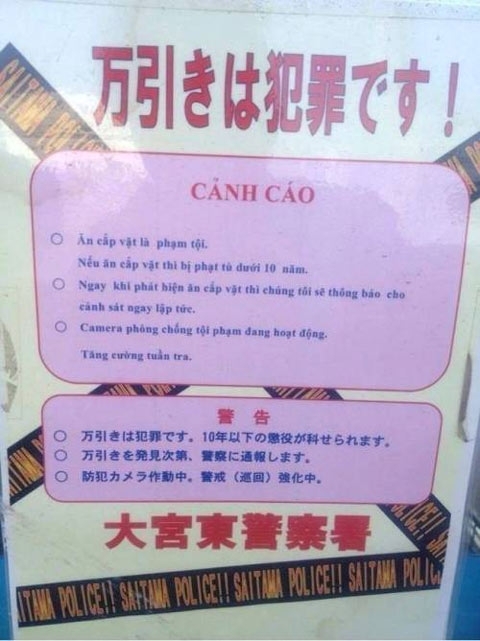 万引きは犯罪です！
CẢNH CÁO
○ Ăn cắp vặt là phạm tội.
Nếu ăn cắp vặt thì bị phạt tù dưới 10 năm.
○ Ngay khi phát hiện ăn cắp vặt thì chúng tôi sẽ thông báo cho
cảnh sát ngay lập tức.
○ Camera phòng chống tội phạm đang hoạt động.
Tăng cường tuần tra.
警 告
○ 万引きは犯罪です。10年以下の懲役が科せられます。
○ 万引きを発見次第、警察に通報します。
○ 防犯カメラ作動中。警戒（巡回）強化中。
大宮東警察署
SAITAMA POLICE!! SAITAMA POLICE!! SAITAMA POLICE!!